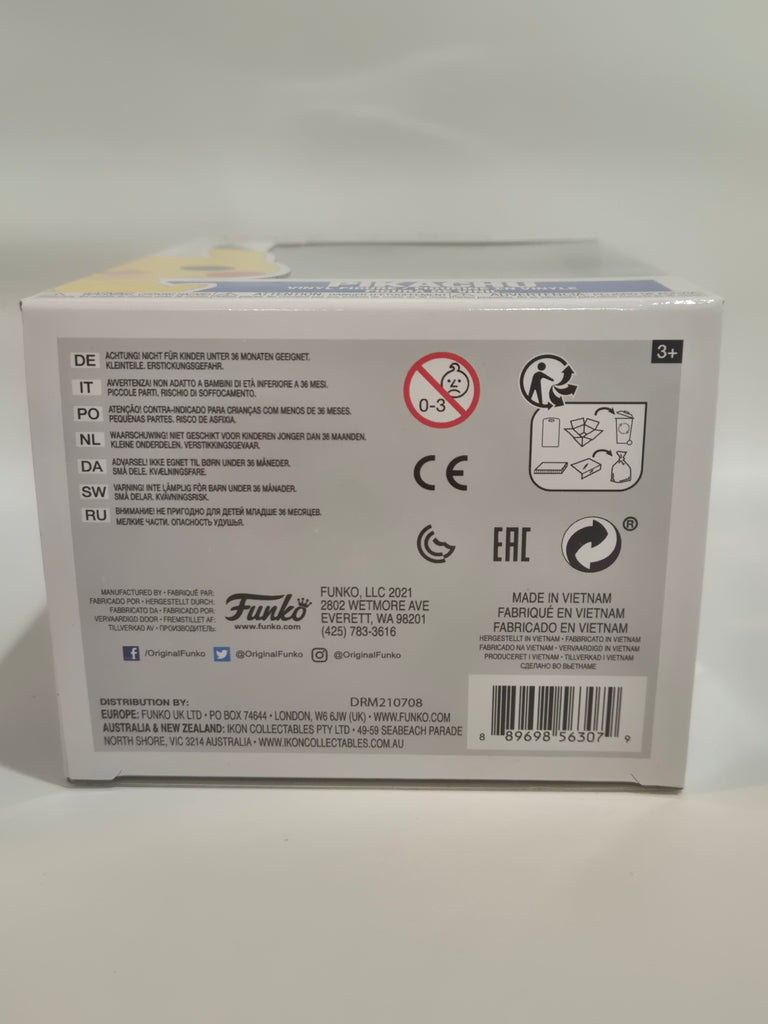 PIKACHU
DE ACHTUNG! NICHT FÜR KINDER UNTER 36 MONATEN GEEIGNET.
KLEINTEILE. ERSTICKUNGSGEFAHR.
IT AVVERTENZA! NON ADATTO A BAMBINI DI ETÀ INFERIORE A 36 MESI.
PICCOLE PARTI. RISCHIO DI SOFFOCAMENTO.
PO ATENÇÃO! CONTRA-INDICADO PARA CRIANÇAS COM MENOS DE 36 MESES.
PEQUENAS PARTES. RISCO DE ASFIXIA.
NL WAARSCHUWING! NIET GESCHIKT VOOR KINDEREN JONGER DAN 36 MAANDEN.
KLEINE ONDERDELEN. VERSTIKKINGSGEVAAR.
DA ADVARSEL! IKKE EGNET TIL BØRN UNDER 36 MÅNEDER.
SMÅ DELE. KVÆLNINGSFARE.
SW VARNING! INTE LÄMPLIG FÖR BARN UNDER 36 MÅNADER.
SMÅ DELAR. KVÄVNINGSRISK.
RU ВНИМАНИЕ! НЕ ПРИГОДНО ДЛЯ ДЕТЕЙ МЛАДШЕ 36 МЕСЯЦЕВ.
МЕЛКИЕ ЧАСТИ. ОПАСНОСТЬ УДУШЬЯ.
0-3
3+
CE
EAC
®
MANUFACTURED BY • FABRIQUÉ PAR:
FABRICADO POR • HERGESTELLT DURCH:
FABBRICATO DA • FABRICADO POR:
VERVAARDIGD DOOR • FREMSTILLET AF:
TILLVERKAD AV • ПРОИЗВОДИТЕЛЬ:
Funko
www.funko.com
FUNKO, LLC 2021
2802 WETMORE AVE
EVERETT, WA 98201
(425) 783-3616
/OriginalFunko @OriginalFunko @OriginalFunko
MADE IN VIETNAM
FABRIQUÉ EN VIETNAM
FABRICADO EN VIETNAM
HERGESTELLT IN VIETNAM • FABBRICATO IN VIETNAM
FABRICADO NA VIETNAM • VERVAARDIGD IN VIETNAM
PRODUCERET I VIETNAM • TILLVERKAD I VIETNAM
СДЕЛАНО ВО ВЬЕТНАМЕ
DISTRIBUTION BY: DRM210708
EUROPE: FUNKO UK LTD • PO BOX 74644 • LONDON, W6 6JW (UK) • WWW.FUNKO.COM
AUSTRALIA & NEW ZEALAND: IKON COLLECTABLES PTY LTD • 49-59 SEABEACH PARADE
NORTH SHORE, VIC 3214 AUSTRALIA • WWW.IKONCOLLECTABLES.COM.AU
8 89698 56307 9